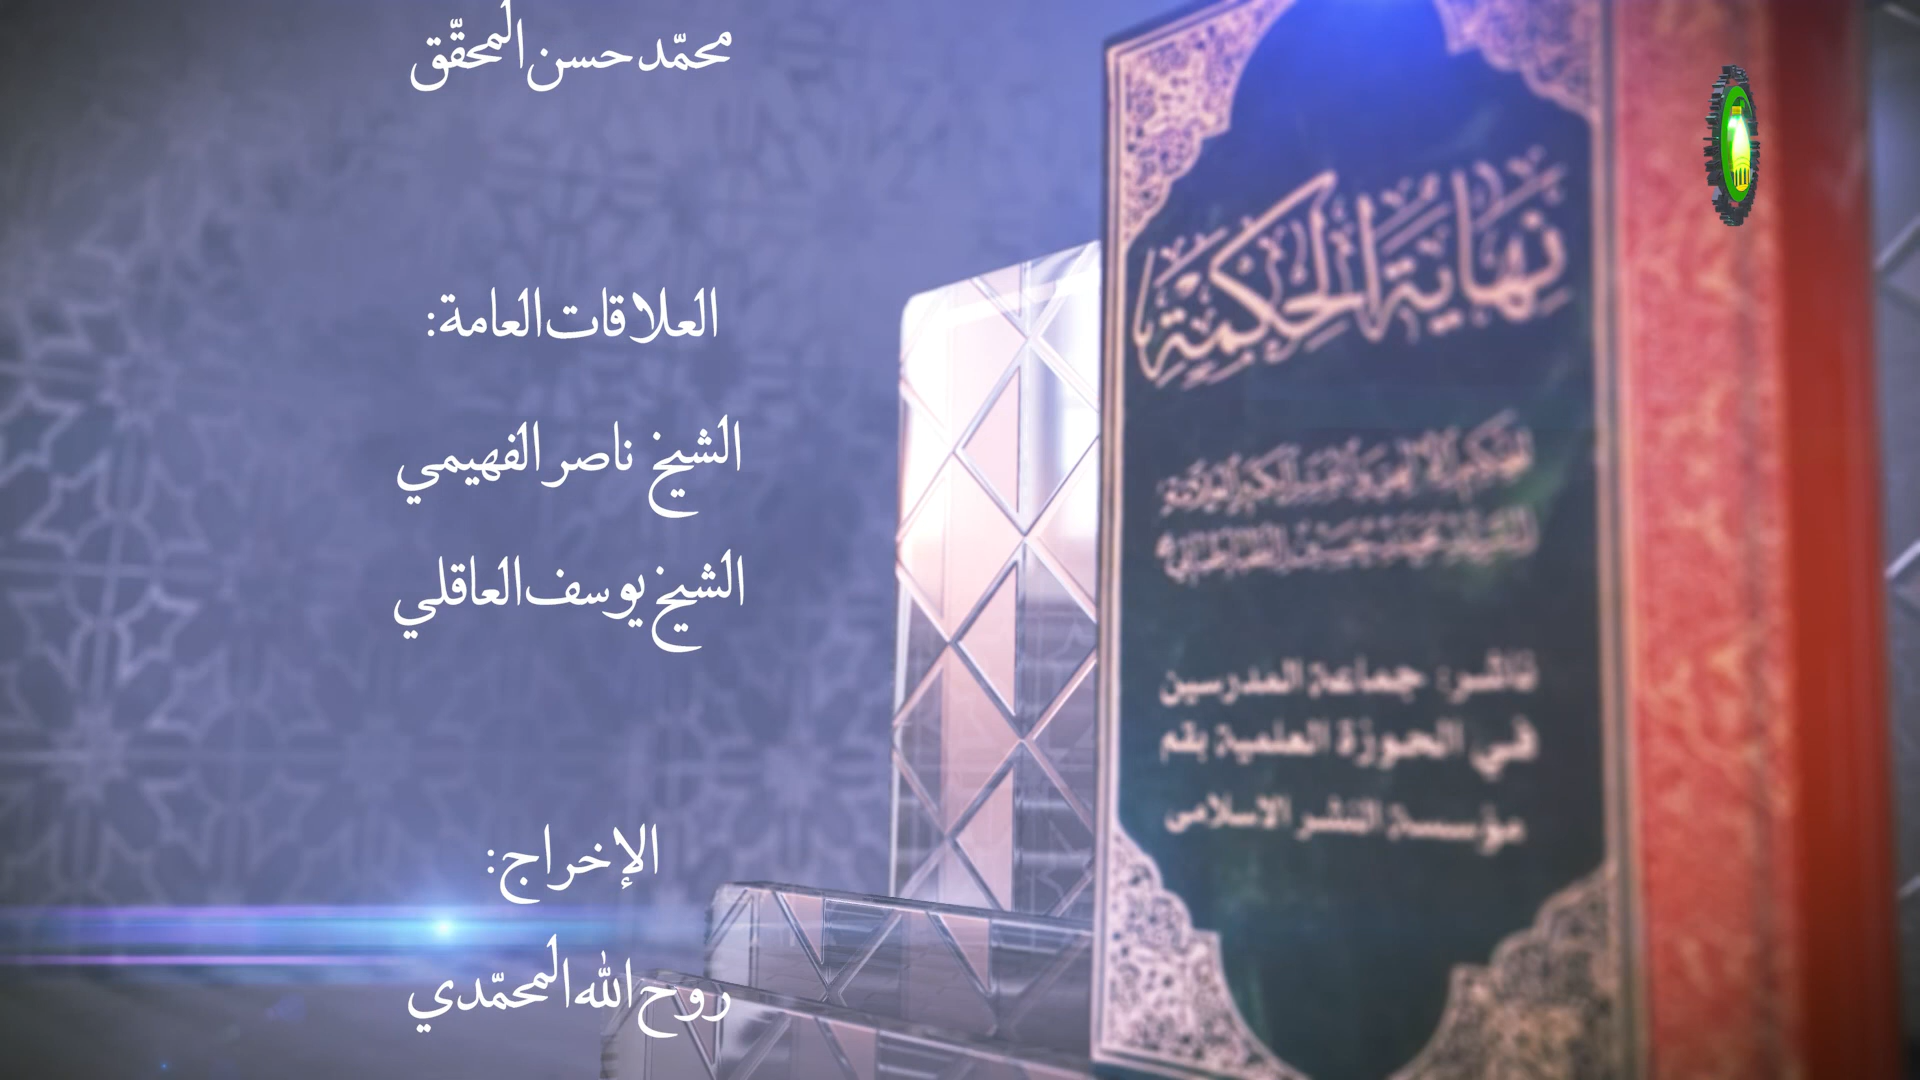 محمّد حسن المحقّق
العلاقات العامة:
الشيخ ناصر الفهيمي
الشيخ يوسف العاقلي
الإخراج:
روح الله المحمّدي
نهاية الحكمة
ناشر: جماعة المدرسين
في الحوزة العلمية بقم
مؤسسة النشر الاسلامي